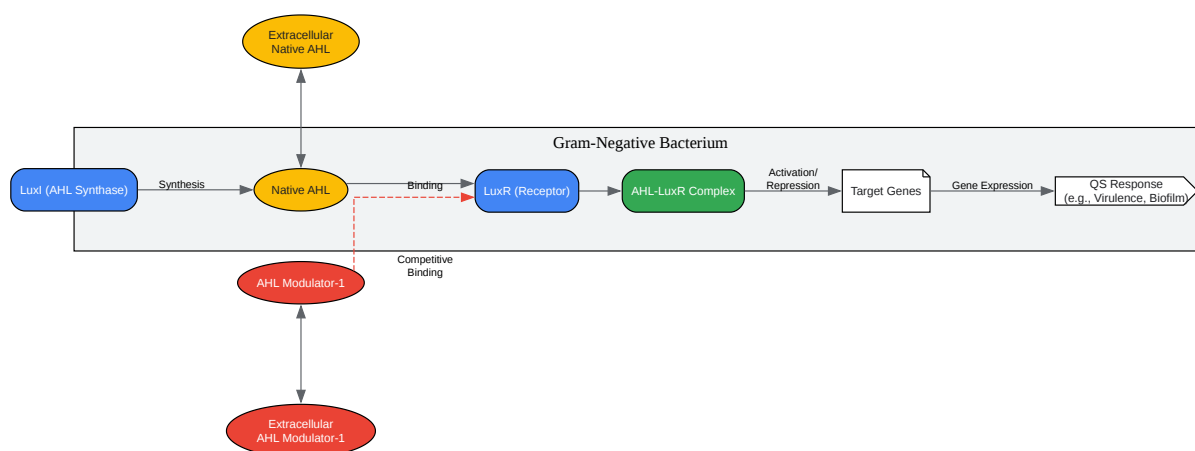 Extracellular
Native AHL
Gram-Negative Bacterium
LuxI (AHL Synthase)
Synthesis
Native AHL
Binding
LuxR (Receptor)
AHL-LuxR Complex
Activation/
Repression
Target Genes
Gene Expression
QS Response
(e.g., Virulence, Biofilm)
Competitive
Binding
AHL Modulator-1
Extracellular
AHL Modulator-1